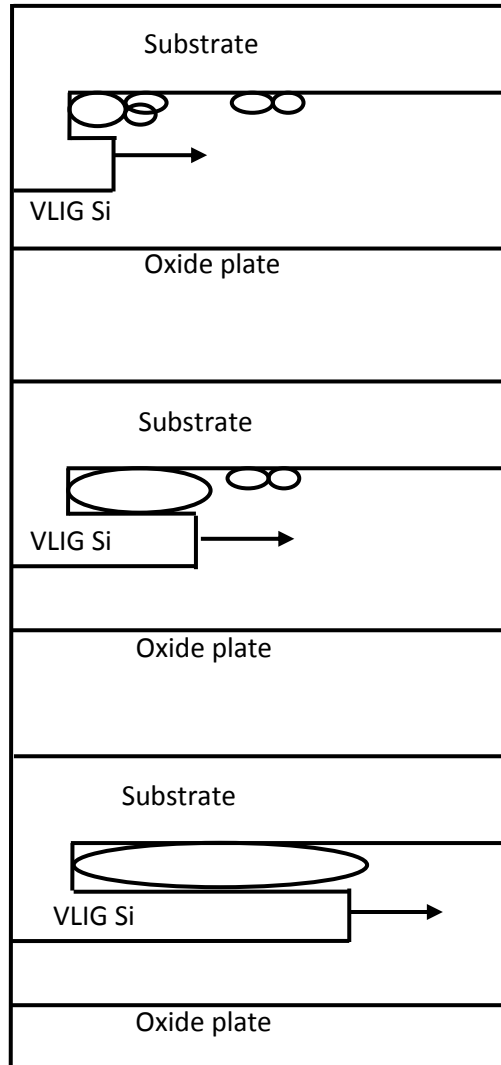 Substrate
VLIG Si
Oxide plate
Substrate
VLIG Si
Oxide plate
Substrate
VLIG Si
Oxide plate